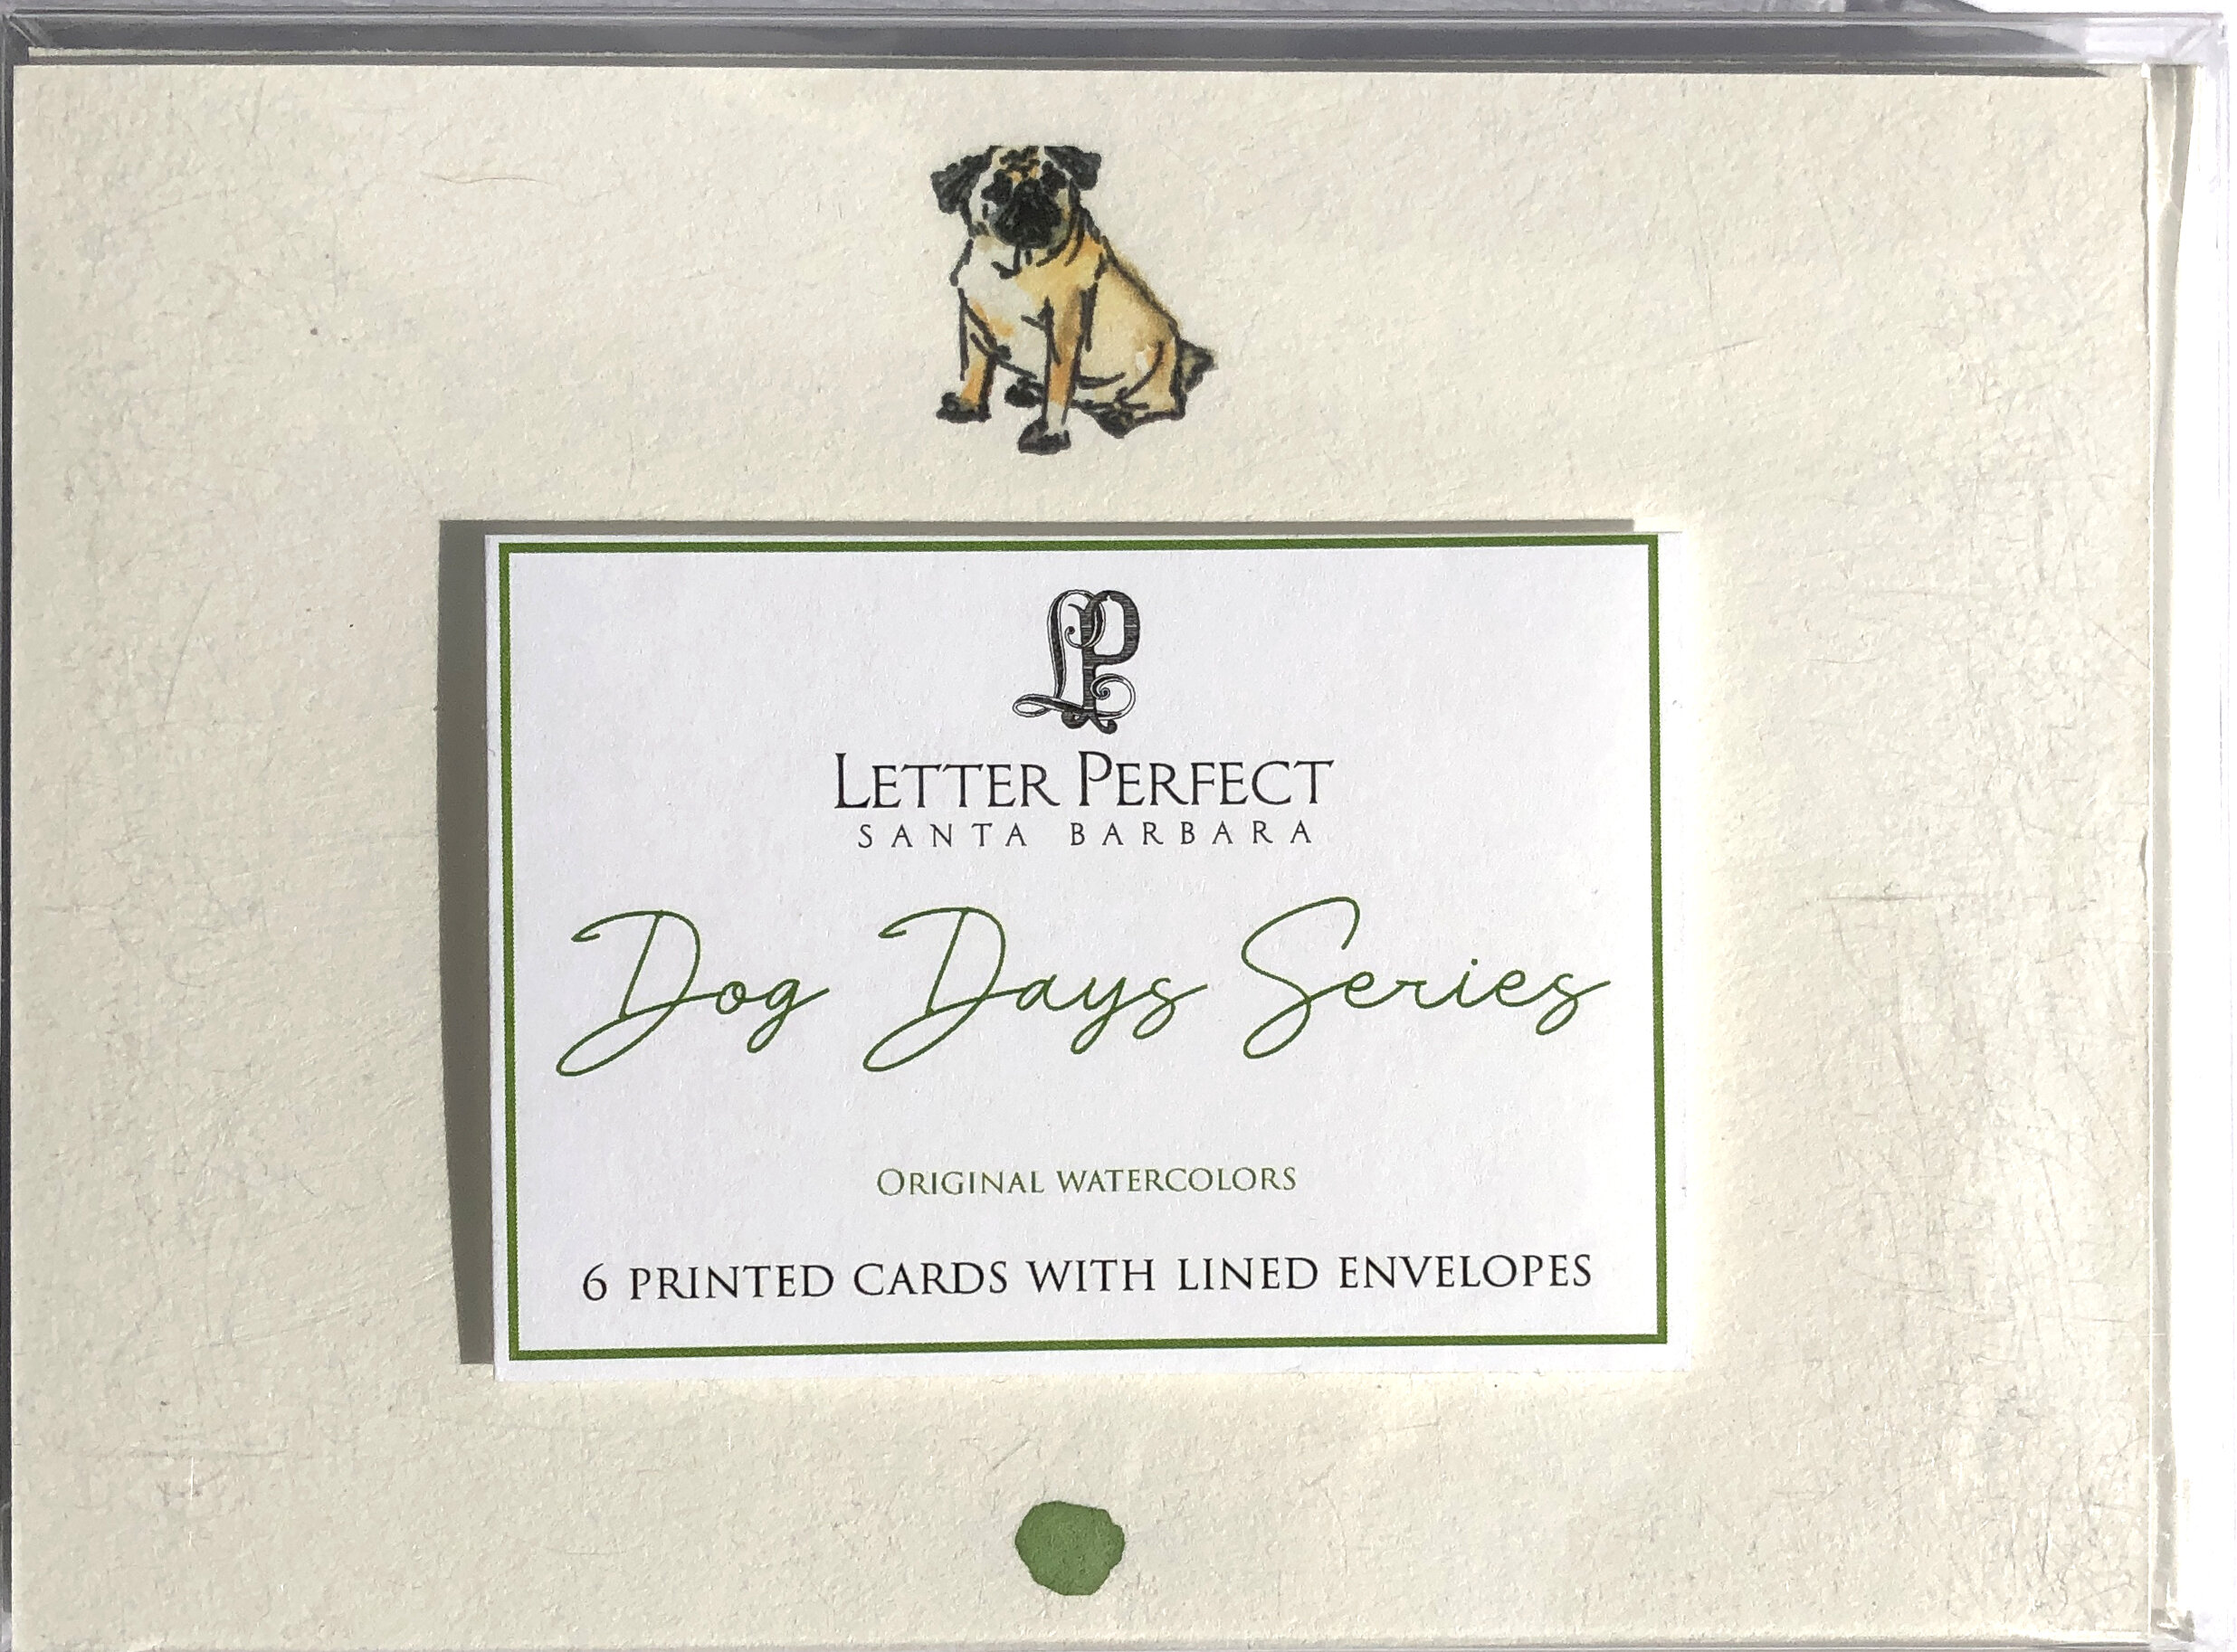 LP
LETTER PERFECT
SANTA BARBARA
Dog Days Series
ORIGINAL WATERCOLORS
6 PRINTED CARDS WITH LINED ENVELOPES